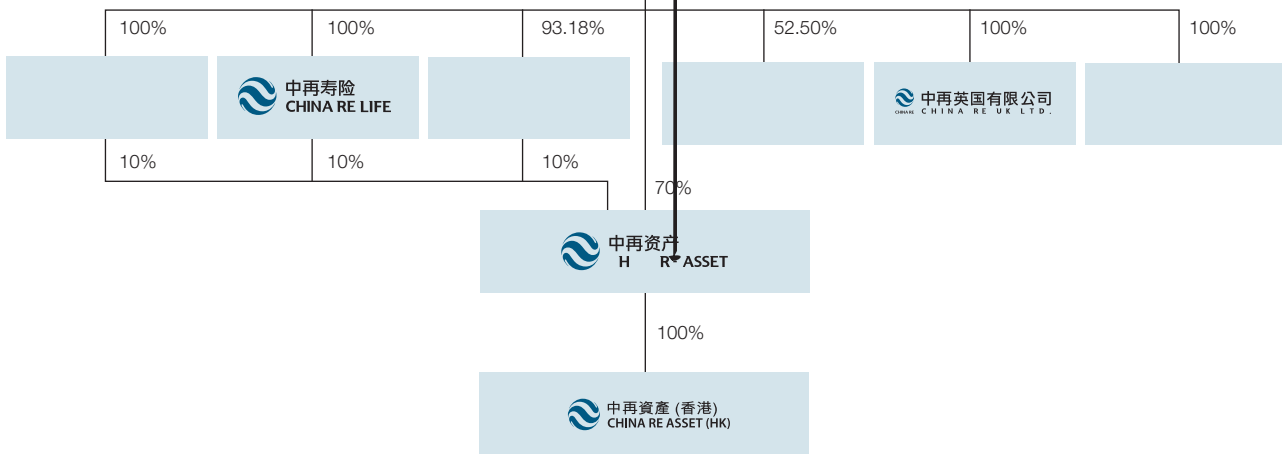 100%
100%
93.18%
52.50%
100%
100%
中再寿险
CHINA RE LIFE
中再英国有限公司
CHINA RE
CHINA RE UK LTD.
10%
10%
10%
70%
中再资产
H R ASSET
100%
中再資產 (香港)
CHINA RE ASSET (HK)